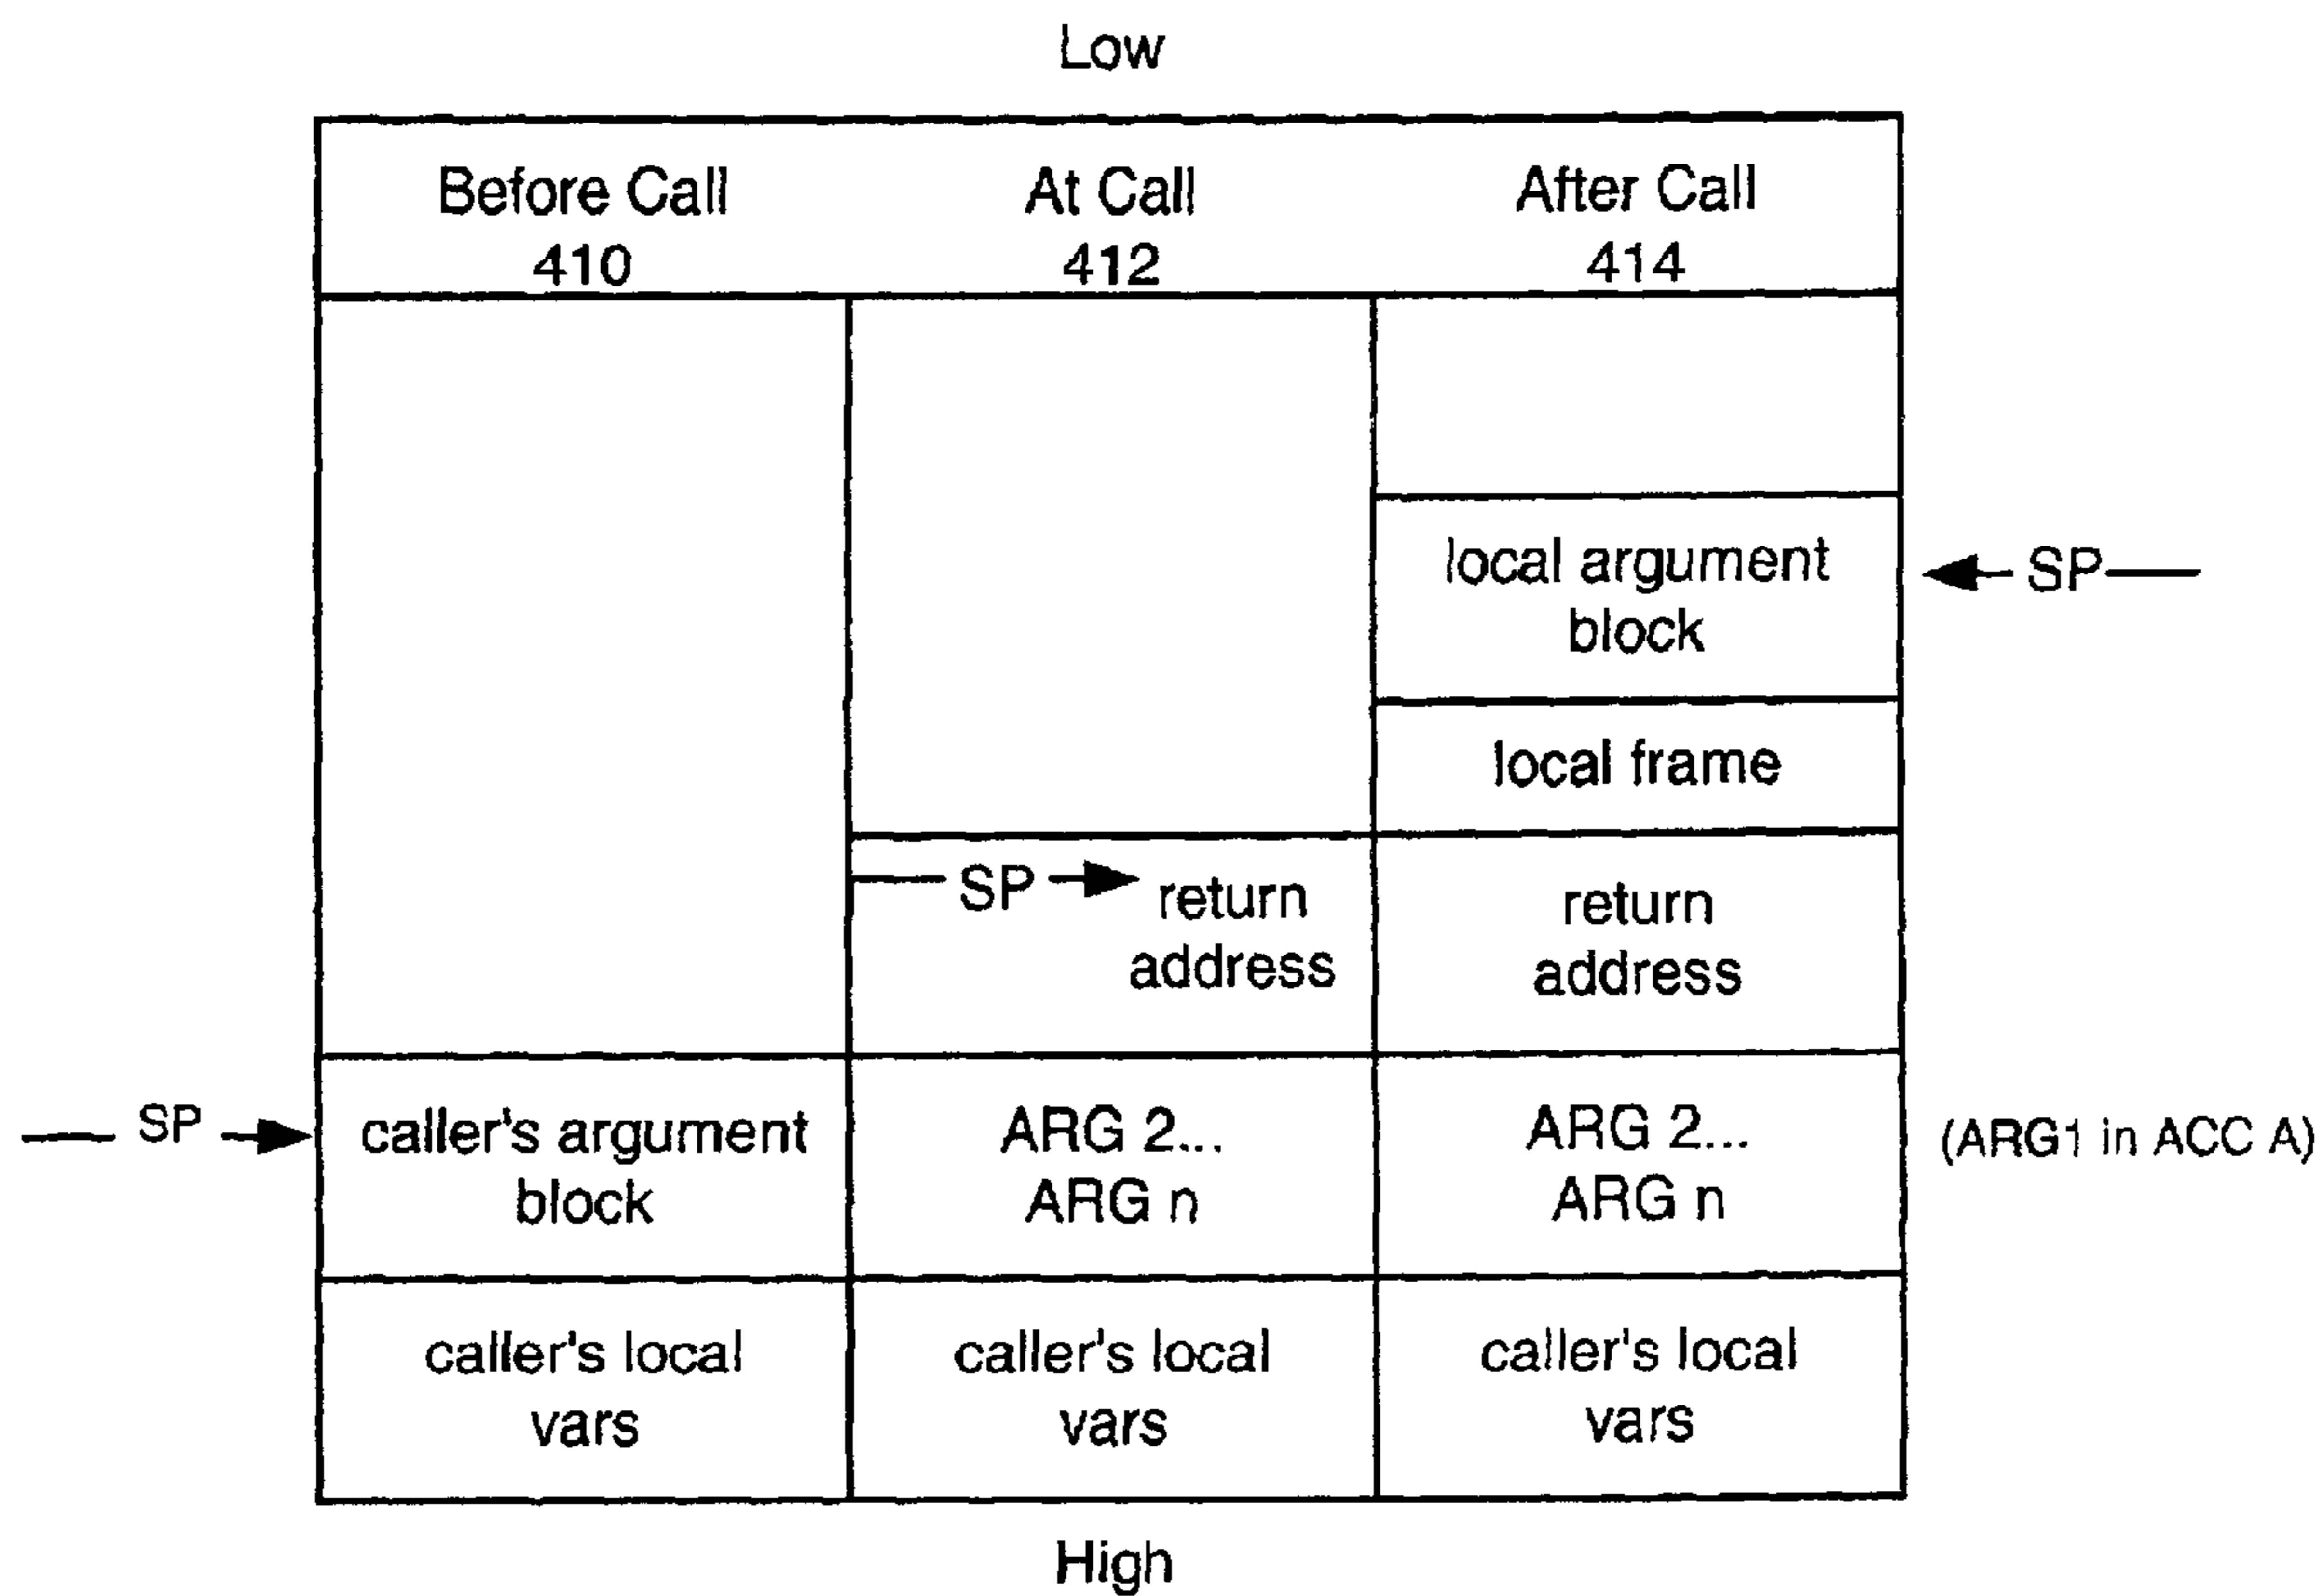 Low
Before Call
410
At Call
412
After Call
414
local argument
block
SP
local frame
SP
return
address
return
address
SP
caller's argument
block
ARG 2...
ARG n
ARG 2...
ARG n
(ARG1 in ACC A)
caller's local
vars
caller's local
vars
caller's local
vars
High